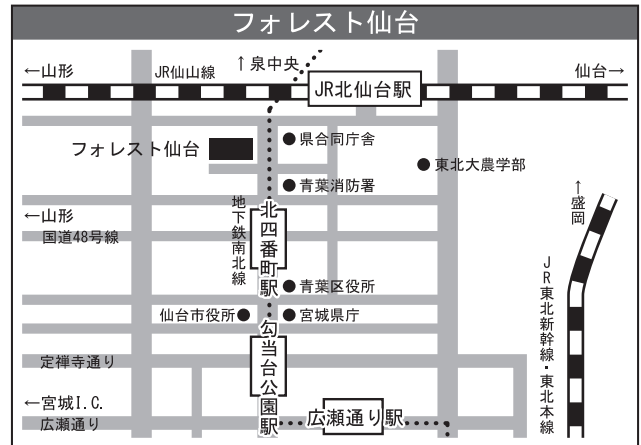 フォレスト仙台
←山形
JR仙山線
↑泉中央
仙台→
JR北仙台駅
フォレスト仙台
●県合同庁舎
●東北大農学部
●青葉消防署
↑盛岡
←山形
国道48号線
地下鉄南北線
北四番町駅
JR東北新幹線・東北本線
●青葉区役所
仙台市役所●
●宮城県庁
勾当台公園駅
定禅寺通り
←宮城I.C.
広瀬通り
広瀬通り駅